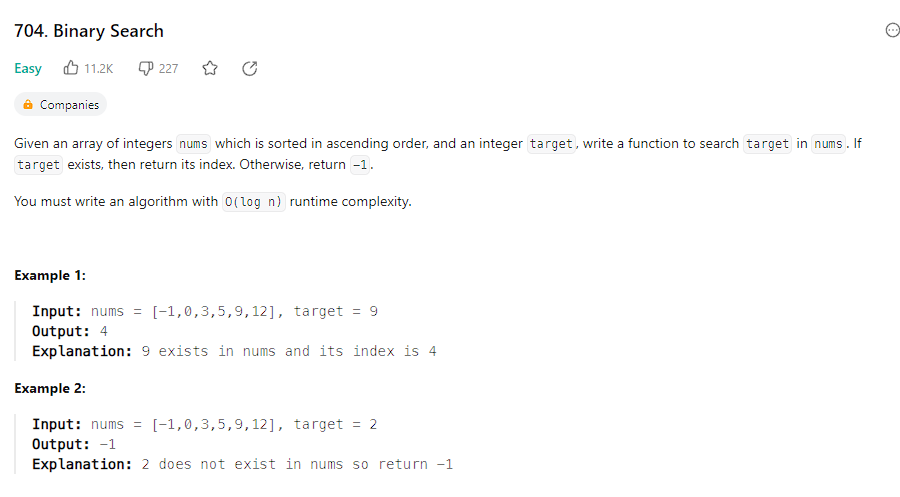 704. Binary Search
Easy 11.2K 227
Companies
Given an array of integers nums which is sorted in ascending order, and an integer target, write a function to search target in nums. If
target exists, then return its index. Otherwise, return -1.
You must write an algorithm with O(log n) runtime complexity.
Example 1:
Input: nums = [-1,0,3,5,9,12], target = 9
Output: 4
Explanation: 9 exists in nums and its index is 4
Example 2:
Input: nums = [-1,0,3,5,9,12], target = 2
Output: -1
Explanation: 2 does not exist in nums so return -1